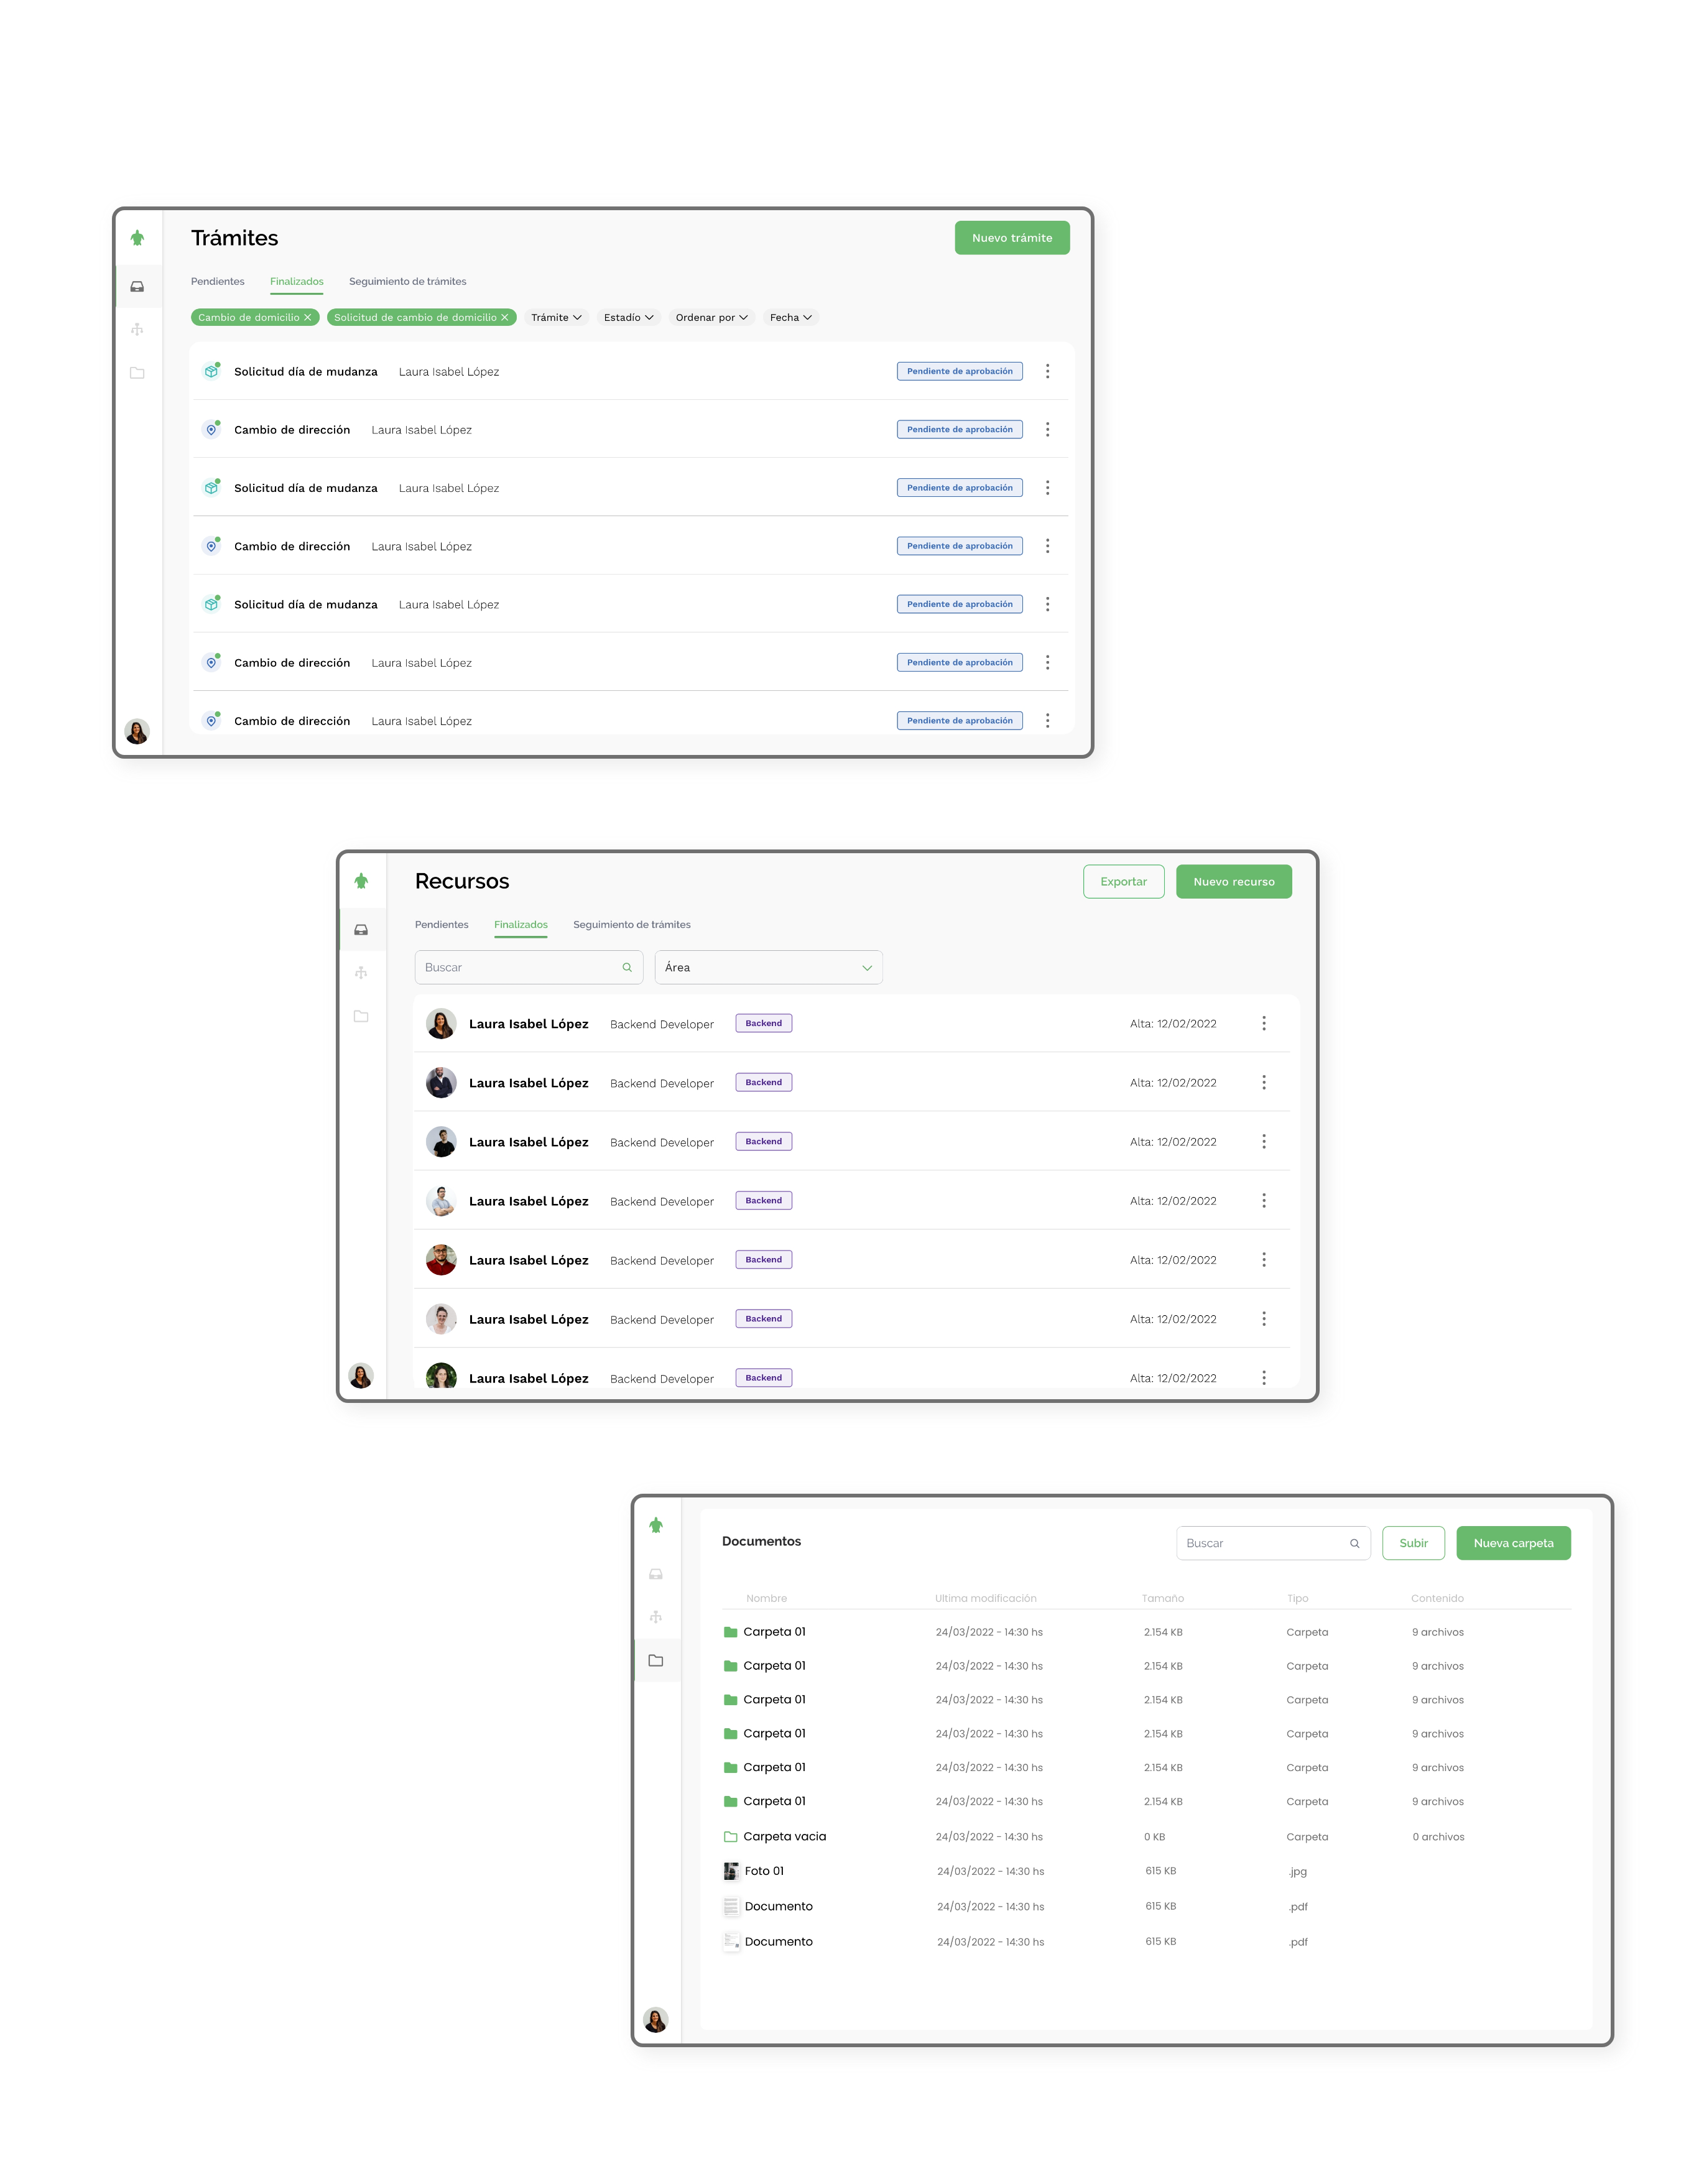 Trámites
Nuevo trámite
Pendientes Finalizados Seguimiento de trámites
Cambio de domicilio Solicitud de cambio de domicilio Trámite Estadío Ordenar por Fecha
Solicitud día de mudanza Laura Isabel López Pendiente de aprobación
Cambio de dirección Laura Isabel López Pendiente de aprobación
Solicitud día de mudanza Laura Isabel López Pendiente de aprobación
Cambio de dirección Laura Isabel López Pendiente de aprobación
Solicitud día de mudanza Laura Isabel López Pendiente de aprobación
Cambio de dirección Laura Isabel López Pendiente de aprobación
Cambio de dirección Laura Isabel López Pendiente de aprobación
Recursos
Exportar Nuevo recurso
Pendientes Finalizados Seguimiento de trámites
Buscar Área
Laura Isabel López Backend Developer Backend Alta: 12/02/2022
Laura Isabel López Backend Developer Backend Alta: 12/02/2022
Laura Isabel López Backend Developer Backend Alta: 12/02/2022
Laura Isabel López Backend Developer Backend Alta: 12/02/2022
Laura Isabel López Backend Developer Backend Alta: 12/02/2022
Laura Isabel López Backend Developer Backend Alta: 12/02/2022
Laura Isabel López Backend Developer Backend Alta: 12/02/2022
Documentos
Buscar Subir Nueva carpeta
Nombre Ultima modificación Tamaño Tipo Contenido
Carpeta 01 24/03/2022 - 14:30 hs 2.154 KB Carpeta 9 archivos
Carpeta 01 24/03/2022 - 14:30 hs 2.154 KB Carpeta 9 archivos
Carpeta 01 24/03/2022 - 14:30 hs 2.154 KB Carpeta 9 archivos
Carpeta 01 24/03/2022 - 14:30 hs 2.154 KB Carpeta 9 archivos
Carpeta 01 24/03/2022 - 14:30 hs 2.154 KB Carpeta 9 archivos
Carpeta 01 24/03/2022 - 14:30 hs 2.154 KB Carpeta 9 archivos
Carpeta vacia 24/03/2022 - 14:30 hs 0 KB Carpeta 0 archivos
Foto 01 24/03/2022 - 14:30 hs 615 KB .jpg
Documento 24/03/2022 - 14:30 hs 615 KB .pdf
Documento 24/03/2022 - 14:30 hs 615 KB .pdf